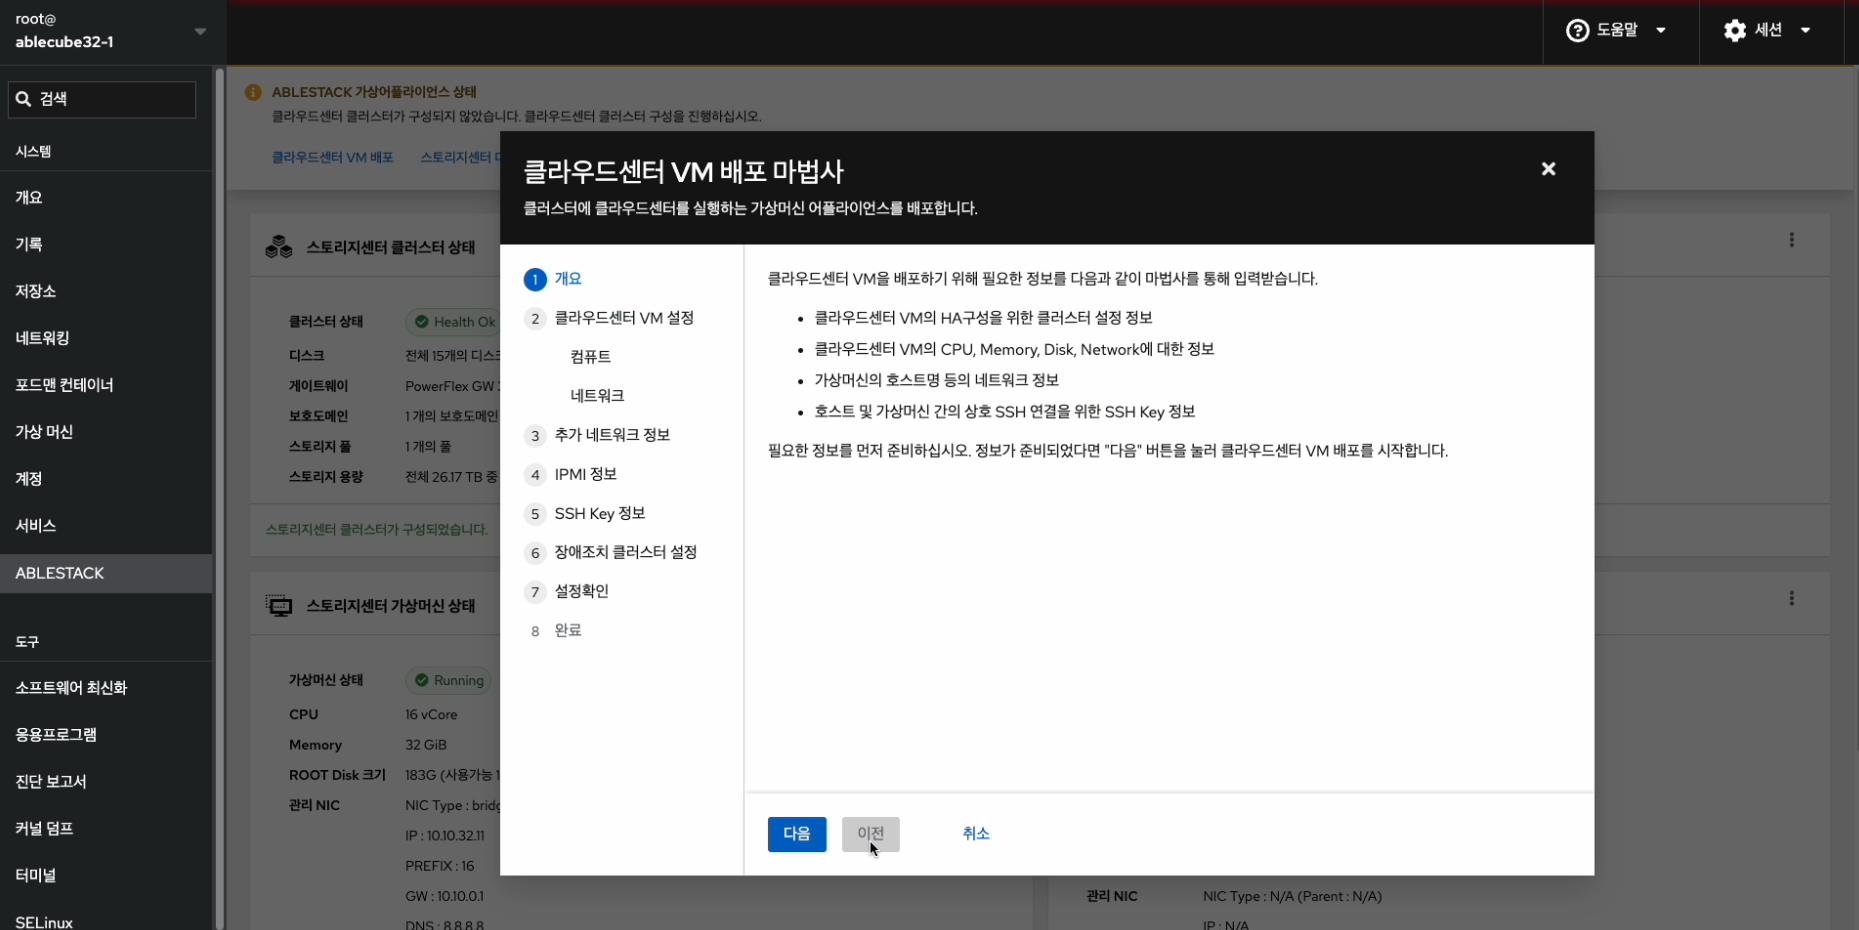 root@
ablecube32-1
도움말
세션
검색
시스템
개요
기록
저장소
네트워킹
포드맨 컨테이너
가상 머신
계정
서비스
ABLESTACK
도구
소프트웨어 최신화
응용프로그램
진단 보고서
커널 덤프
터미널
SELinux
ABLESTACK 가상어플라이언스 상태
클라우드센터 클러스터가 구성되지 않았습니다. 클라우드센터 클러스터 구성을 진행하십시오.
클라우드센터 VM 배포
스토리지센터
스토리지센터 클러스터 상태
클러스터 상태
Health Ok
디스크
전체 15개의 디스크
게이트웨이
PowerFlex GW
보호도메인
1 개의 보호도메인
스토리지 풀
1 개의 풀
스토리지 용량
전체 26.17 TB 중
스토리지센터 클러스터가 구성되었습니다.
스토리지센터 가상머신 상태
가상머신 상태
Running
CPU
16 vCore
Memory
32 GiB
ROOT Disk 크기
183G (사용가능
관리 NIC
NIC Type : bridg
IP : 10.10.32.11
PREFIX : 16
GW : 10.10.0.1
DNS : 8.8.8.8
클라우드센터 VM 배포 마법사
클러스터에 클라우드센터를 실행하는 가상머신 어플라이언스를 배포합니다.
1 개요
2 클라우드센터 VM 설정
컴퓨트
네트워크
3 추가 네트워크 정보
4 IPMI 정보
5 SSH Key 정보
6 장애조치 클러스터 설정
7 설정확인
8 완료
클라우드센터 VM을 배포하기 위해 필요한 정보를 다음과 같이 마법사를 통해 입력받습니다.
• 클라우드센터 VM의 HA구성을 위한 클러스터 설정 정보
• 클라우드센터 VM의 CPU, Memory, Disk, Network에 대한 정보
• 가상머신의 호스트명 등의 네트워크 정보
• 호스트 및 가상머신 간의 상호 SSH 연결을 위한 SSH Key 정보
필요한 정보를 먼저 준비하십시오. 정보가 준비되었다면 "다음" 버튼을 눌러 클라우드센터 VM 배포를 시작합니다.
다음
이전
취소
관리 NIC
NIC Type : N/A (Parent : N/A)
IP : N/A